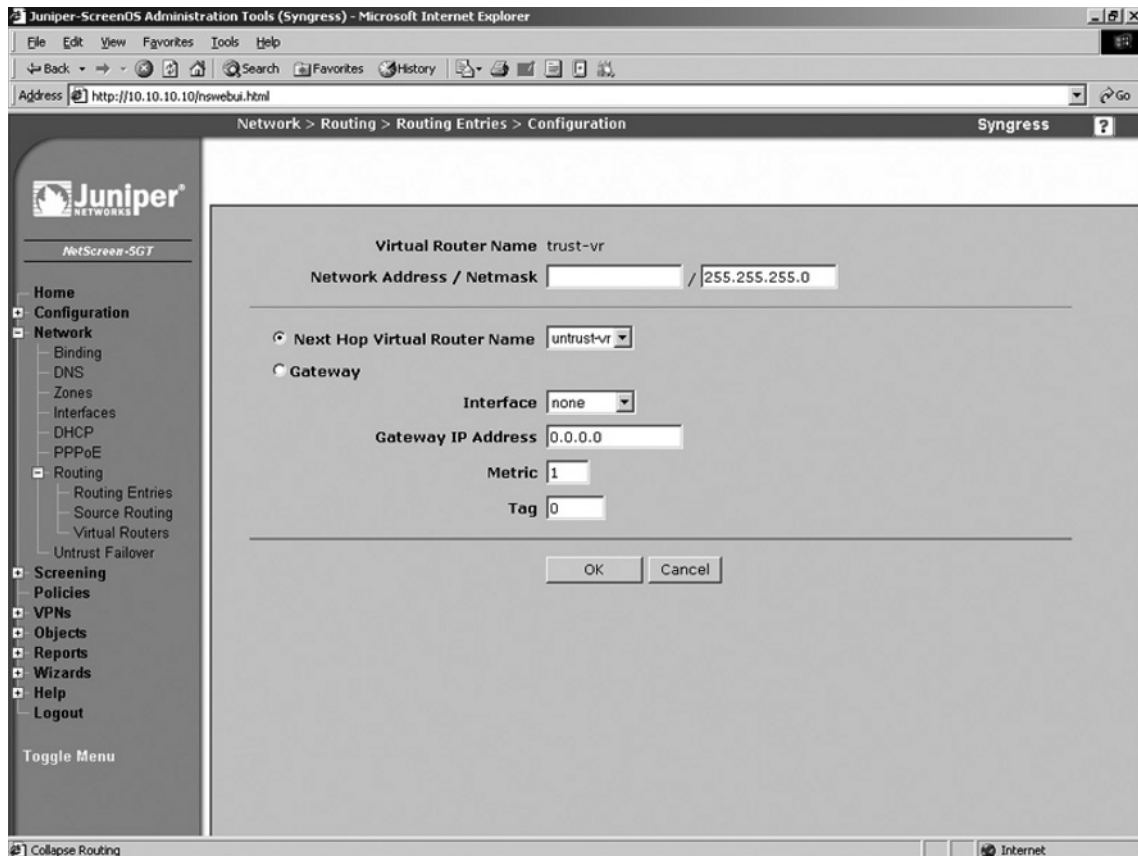 Juniper-ScreenOS Administration Tools (Syngress) - Microsoft Internet Explorer
File Edit View Favorites Tools Help
Back Search Favorites History
Address http://10.10.10.10/nswebui.html Go
Network > Routing > Routing Entries > Configuration Syngress ?
Juniper®
NETWORKS
NetScreen-5GT
Home
Configuration
Network
Binding
DNS
Zones
Interfaces
DHCP
PPPoE
Routing
Routing Entries
Source Routing
Virtual Routers
Untrust Failover
Screening
Policies
VPNs
Objects
Reports
Wizards
Help
Logout
Toggle Menu
Virtual Router Name trust-vr
Network Address / Netmask / 255.255.255.0
Next Hop Virtual Router Name untrust-vr
Gateway
Interface none
Gateway IP Address 0.0.0.0
Metric 1
Tag 0
OK Cancel
Collapse Routing Internet